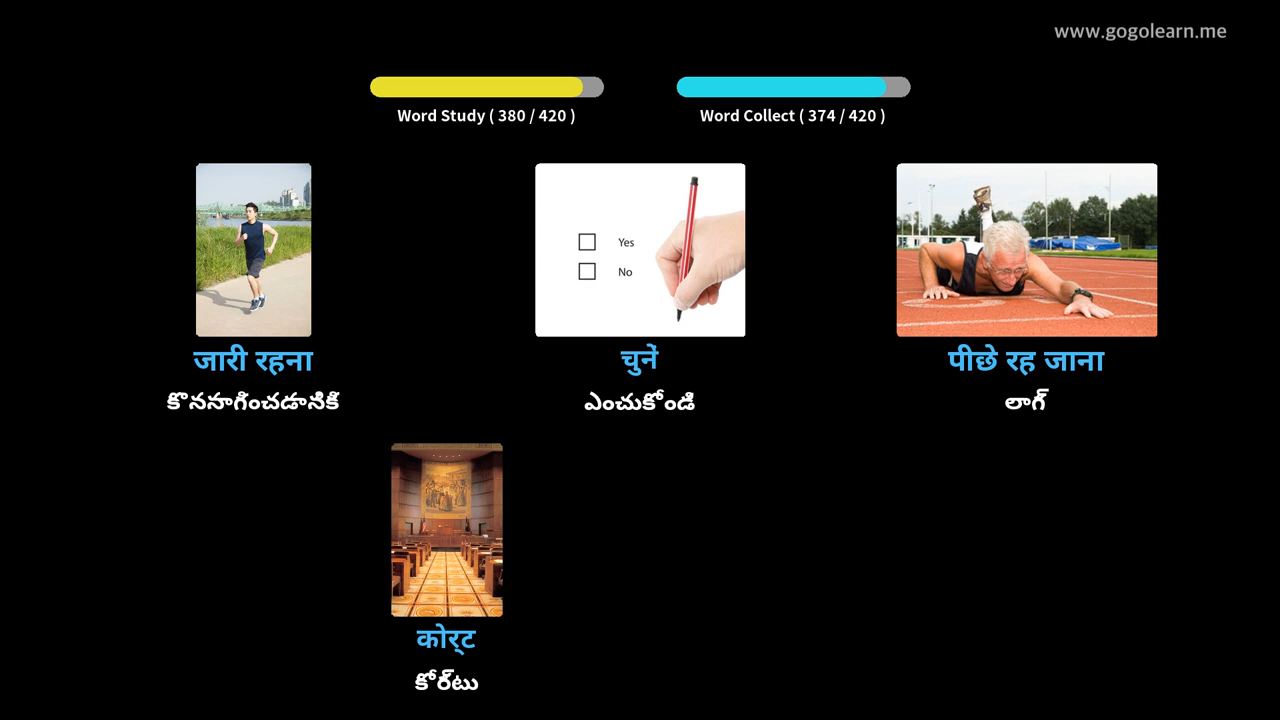 www.gogolearn.me
Word Study ( 380 / 420 )
Word Collect ( 374 / 420 )
Yes
No
जारी रहना
चुनें
पीछे रह जाना
కొనసాగించడానికి
ఎంచుకోండి
లాగ్
कोर्ट
కోర్టు